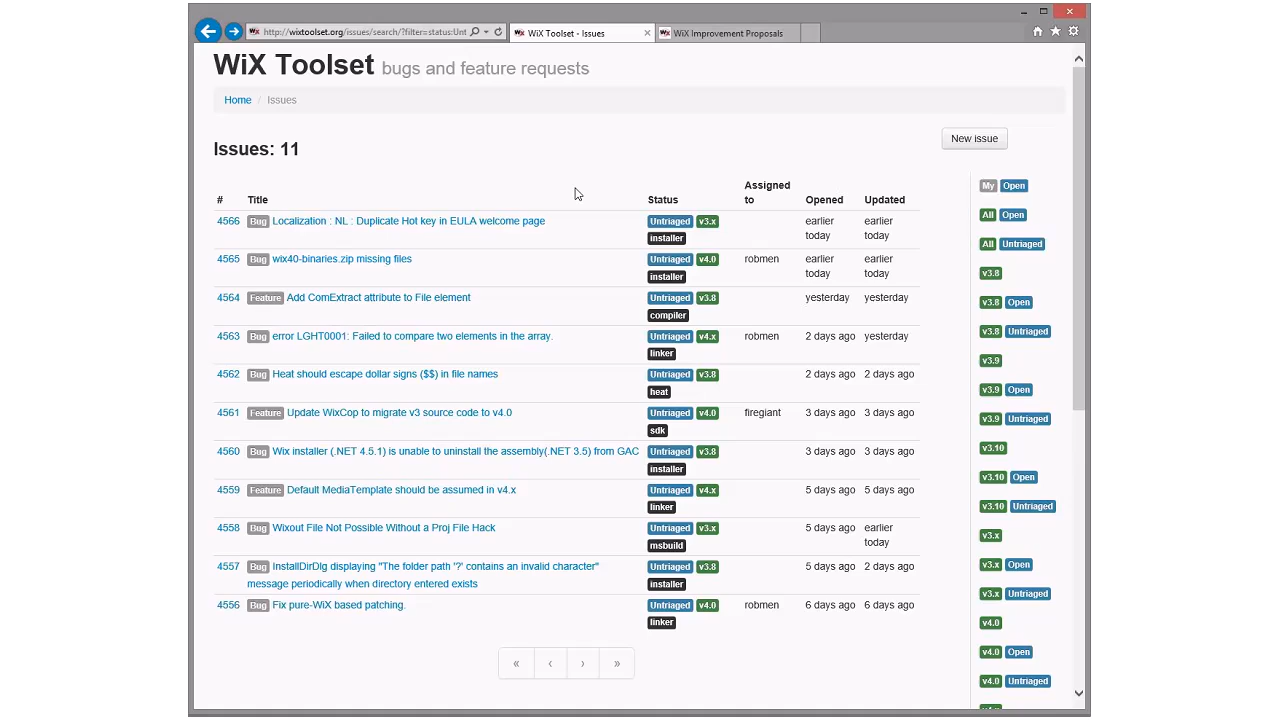 http://wixtoolset.org/issues/search/?filter=status:Unt
WiX Toolset - Issues
WiX Improvement Proposals
WiX Toolset bugs and feature requests
Home / Issues
Issues: 11
New issue
# Title Status Assigned to Opened Updated
4566 Bug Localization : NL : Duplicate Hot key in EULA welcome page Untriaged v3.x installer earlier today earlier today
4565 Bug wix40-binaries.zip missing files Untriaged v4.0 installer robmen earlier today earlier today
4564 Feature Add ComExtract attribute to File element Untriaged v3.8 compiler yesterday yesterday
4563 Bug error LGHT0001: Failed to compare two elements in the array. Untriaged v4.x linker robmen 2 days ago yesterday
4562 Bug Heat should escape dollar signs ($$) in file names Untriaged v3.8 heat 2 days ago 2 days ago
4561 Feature Update WixCop to migrate v3 source code to v4.0 Untriaged v4.0 sdk firegiant 3 days ago 3 days ago
4560 Bug Wix installer (.NET 4.5.1) is unable to uninstall the assembly(.NET 3.5) from GAC Untriaged v3.8 installer 3 days ago 3 days ago
4559 Feature Default MediaTemplate should be assumed in v4.x Untriaged v4.x linker 5 days ago 5 days ago
4558 Bug Wixout File Not Possible Without a Proj File Hack Untriaged v3.x msbuild 5 days ago earlier today
4557 Bug InstallDirDlg displaying "The folder path '?' contains an invalid character" message periodically when directory entered exists Untriaged v3.8 installer 5 days ago 2 days ago
4556 Bug Fix pure-WiX based patching. Untriaged v4.0 linker robmen 6 days ago 6 days ago
« ‹ › »
My Open
All Open
All Untriaged
v3.8
v3.8 Open
v3.8 Untriaged
v3.9
v3.9 Open
v3.9 Untriaged
v3.10
v3.10 Open
v3.10 Untriaged
v3.x
v3.x Open
v3.x Untriaged
v4.0
v4.0 Open
v4.0 Untriaged